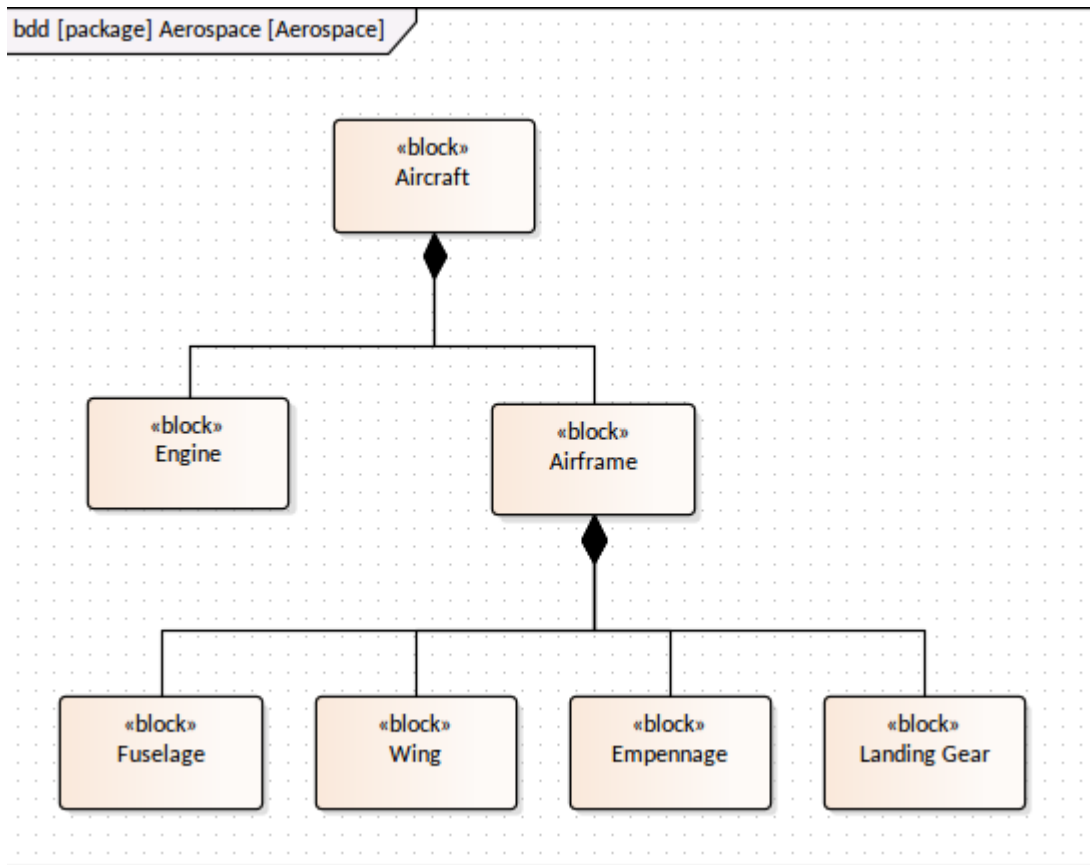 bdd [package] Aerospace [Aerospace]
«block»
Aircraft
«block»
Engine
«block»
Airframe
«block»
Fuselage
«block»
Wing
«block»
Empennage
«block»
Landing Gear